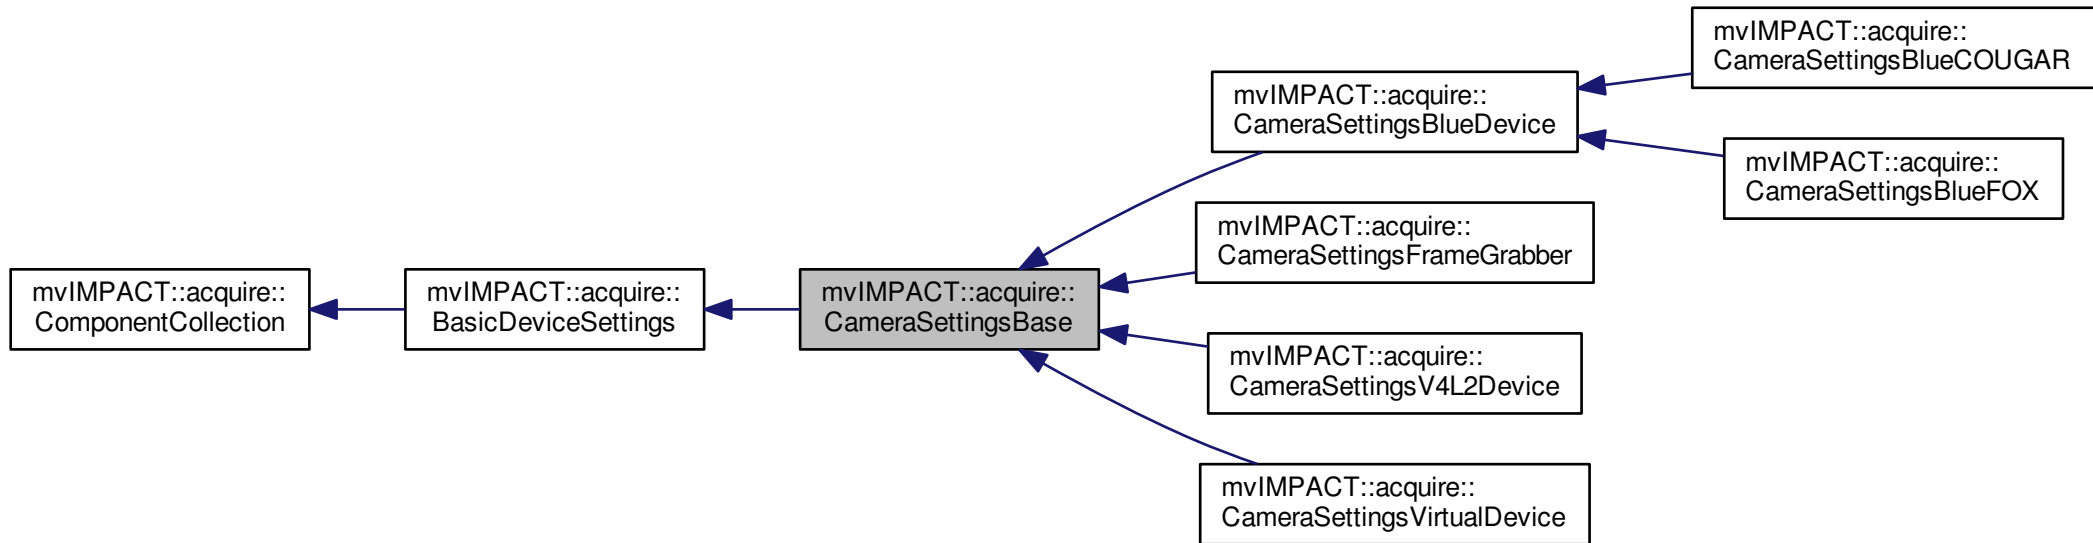 mvIMPACT::acquire::
ComponentCollection
mvIMPACT::acquire::
BasicDeviceSettings
mvIMPACT::acquire::
CameraSettingsBase
mvIMPACT::acquire::
CameraSettingsBlueDevice
mvIMPACT::acquire::
CameraSettingsFrameGrabber
mvIMPACT::acquire::
CameraSettingsV4L2Device
mvIMPACT::acquire::
CameraSettingsVirtualDevice
mvIMPACT::acquire::
CameraSettingsBlueCOUGAR
mvIMPACT::acquire::
CameraSettingsBlueFOX